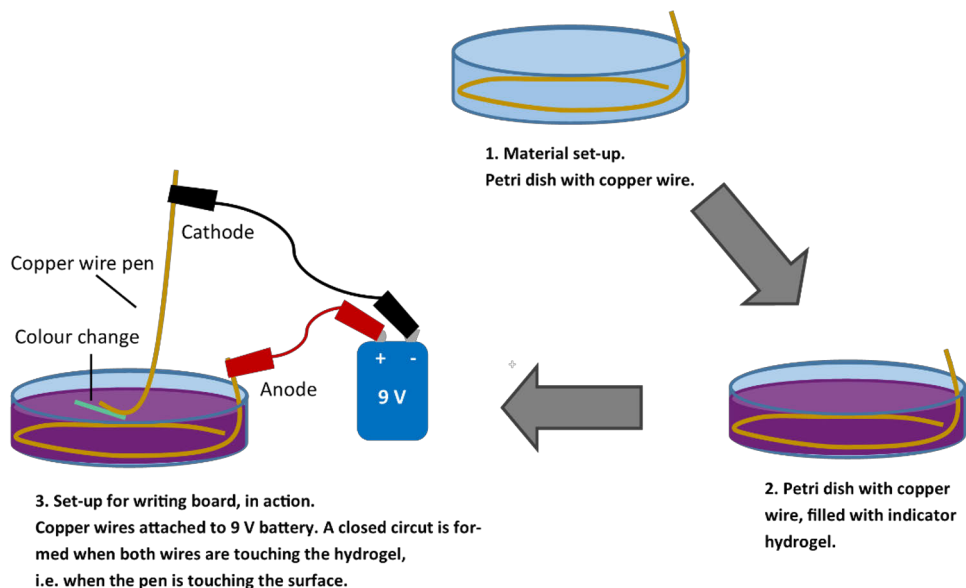 1. Material set-up.
Petri dish with copper wire.
Cathode
Copper wire pen
Colour change
Anode
+ -
9 V
2. Petri dish with copper
wire, filled with indicator
hydrogel.
3. Set-up for writing board, in action.
Copper wires attached to 9 V battery. A closed circut is for-
med when both wires are touching the hydrogel,
i.e. when the pen is touching the surface.